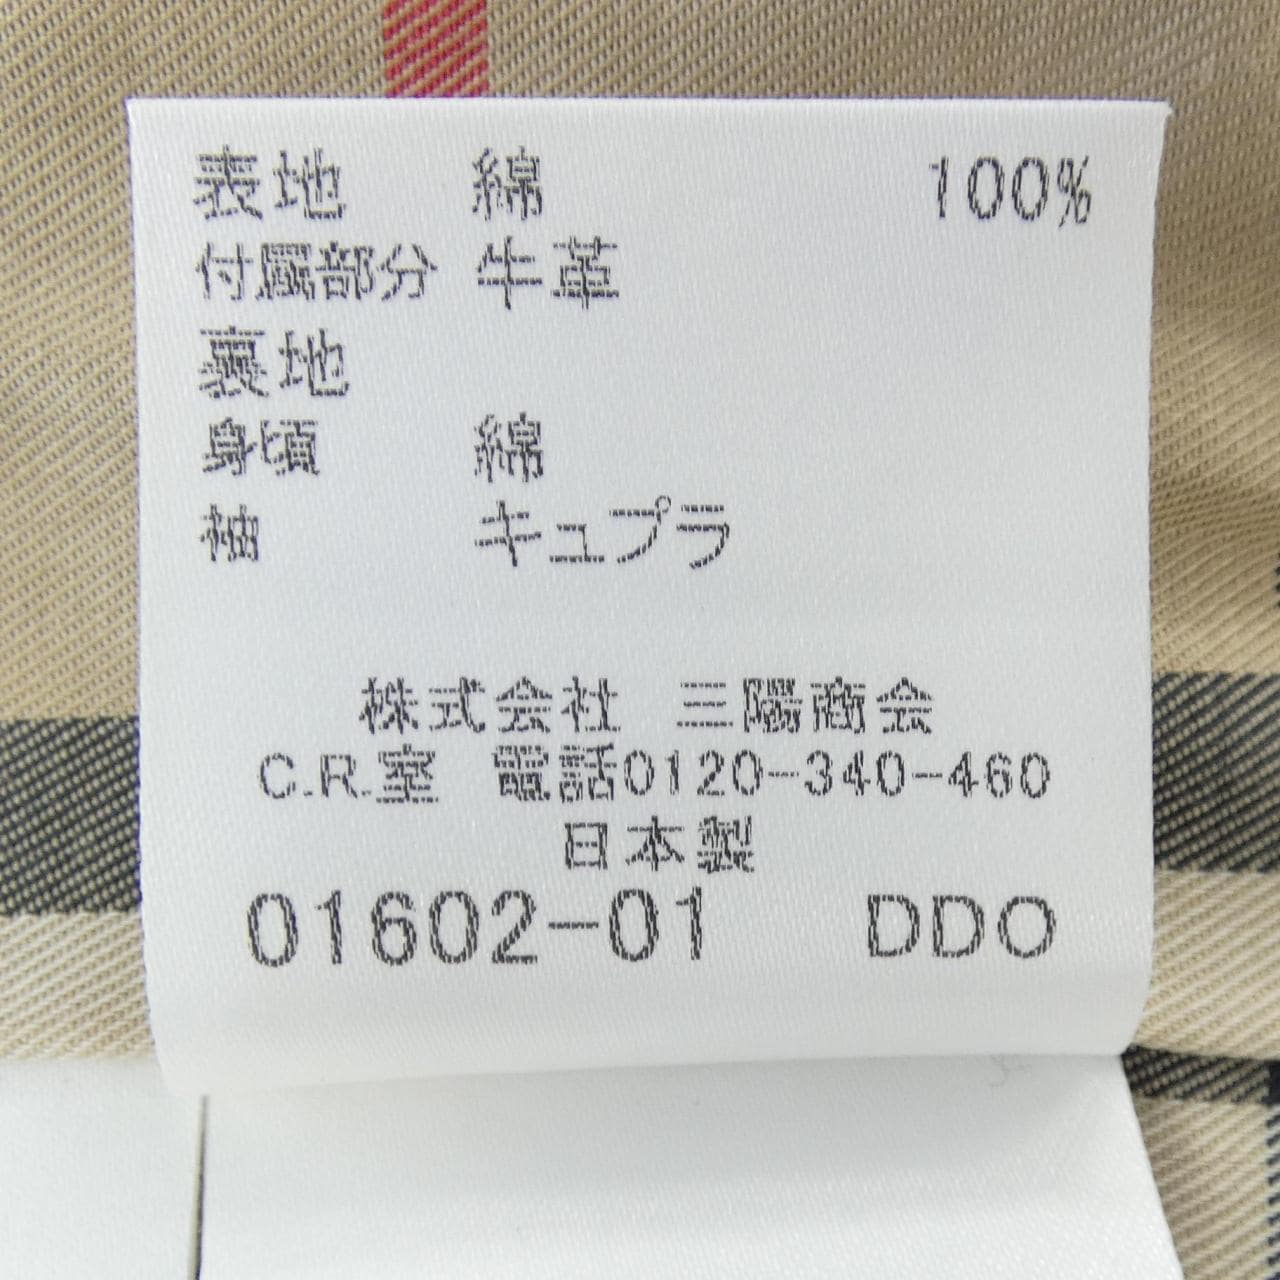 表地 綿 100%
付属部分 牛革
裏地
身頃 綿
袖 キュプラ
株式会社 三陽商会
C.R.室 電話0120-340-460
日本製
01602-01 DDO